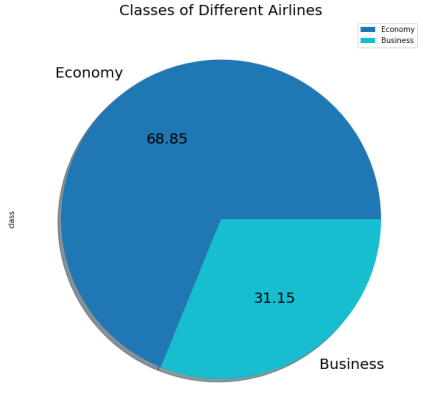 Classes of Different Airlines
Economy
Business
Economy
68.85
class
31.15
Business